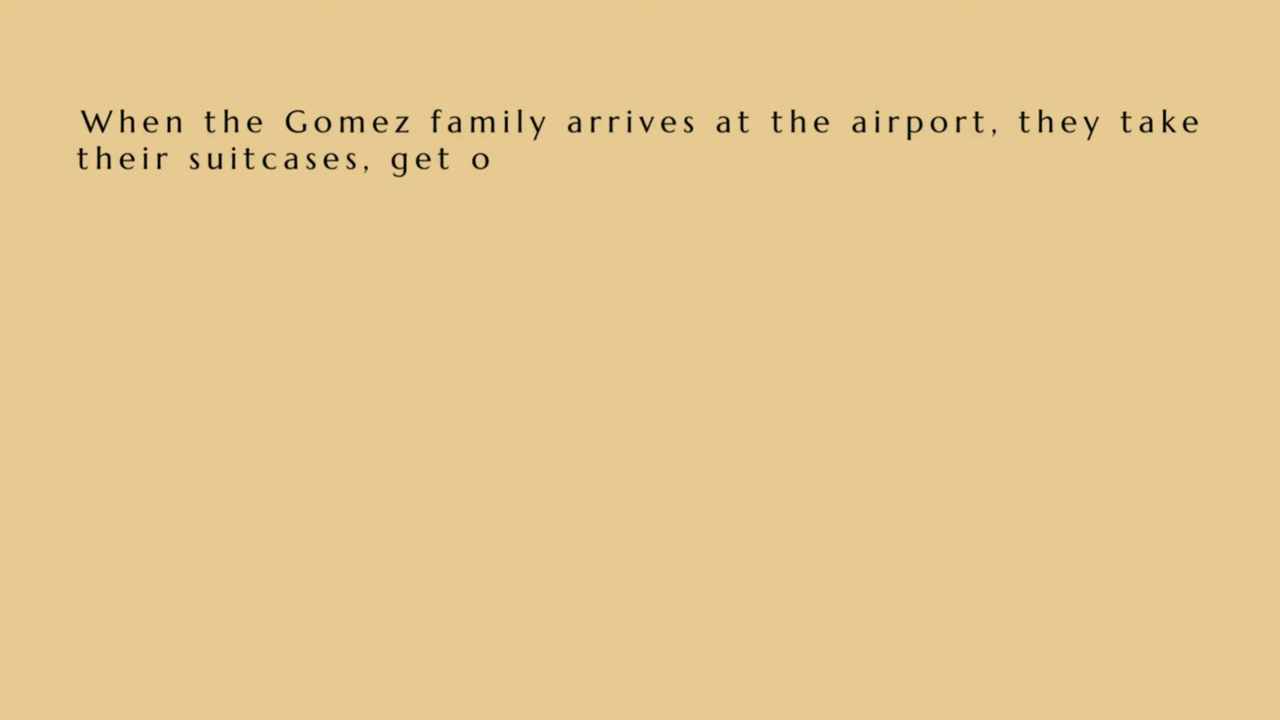 When the Gomez family arrives at the airport, they take
their suitcases, get o